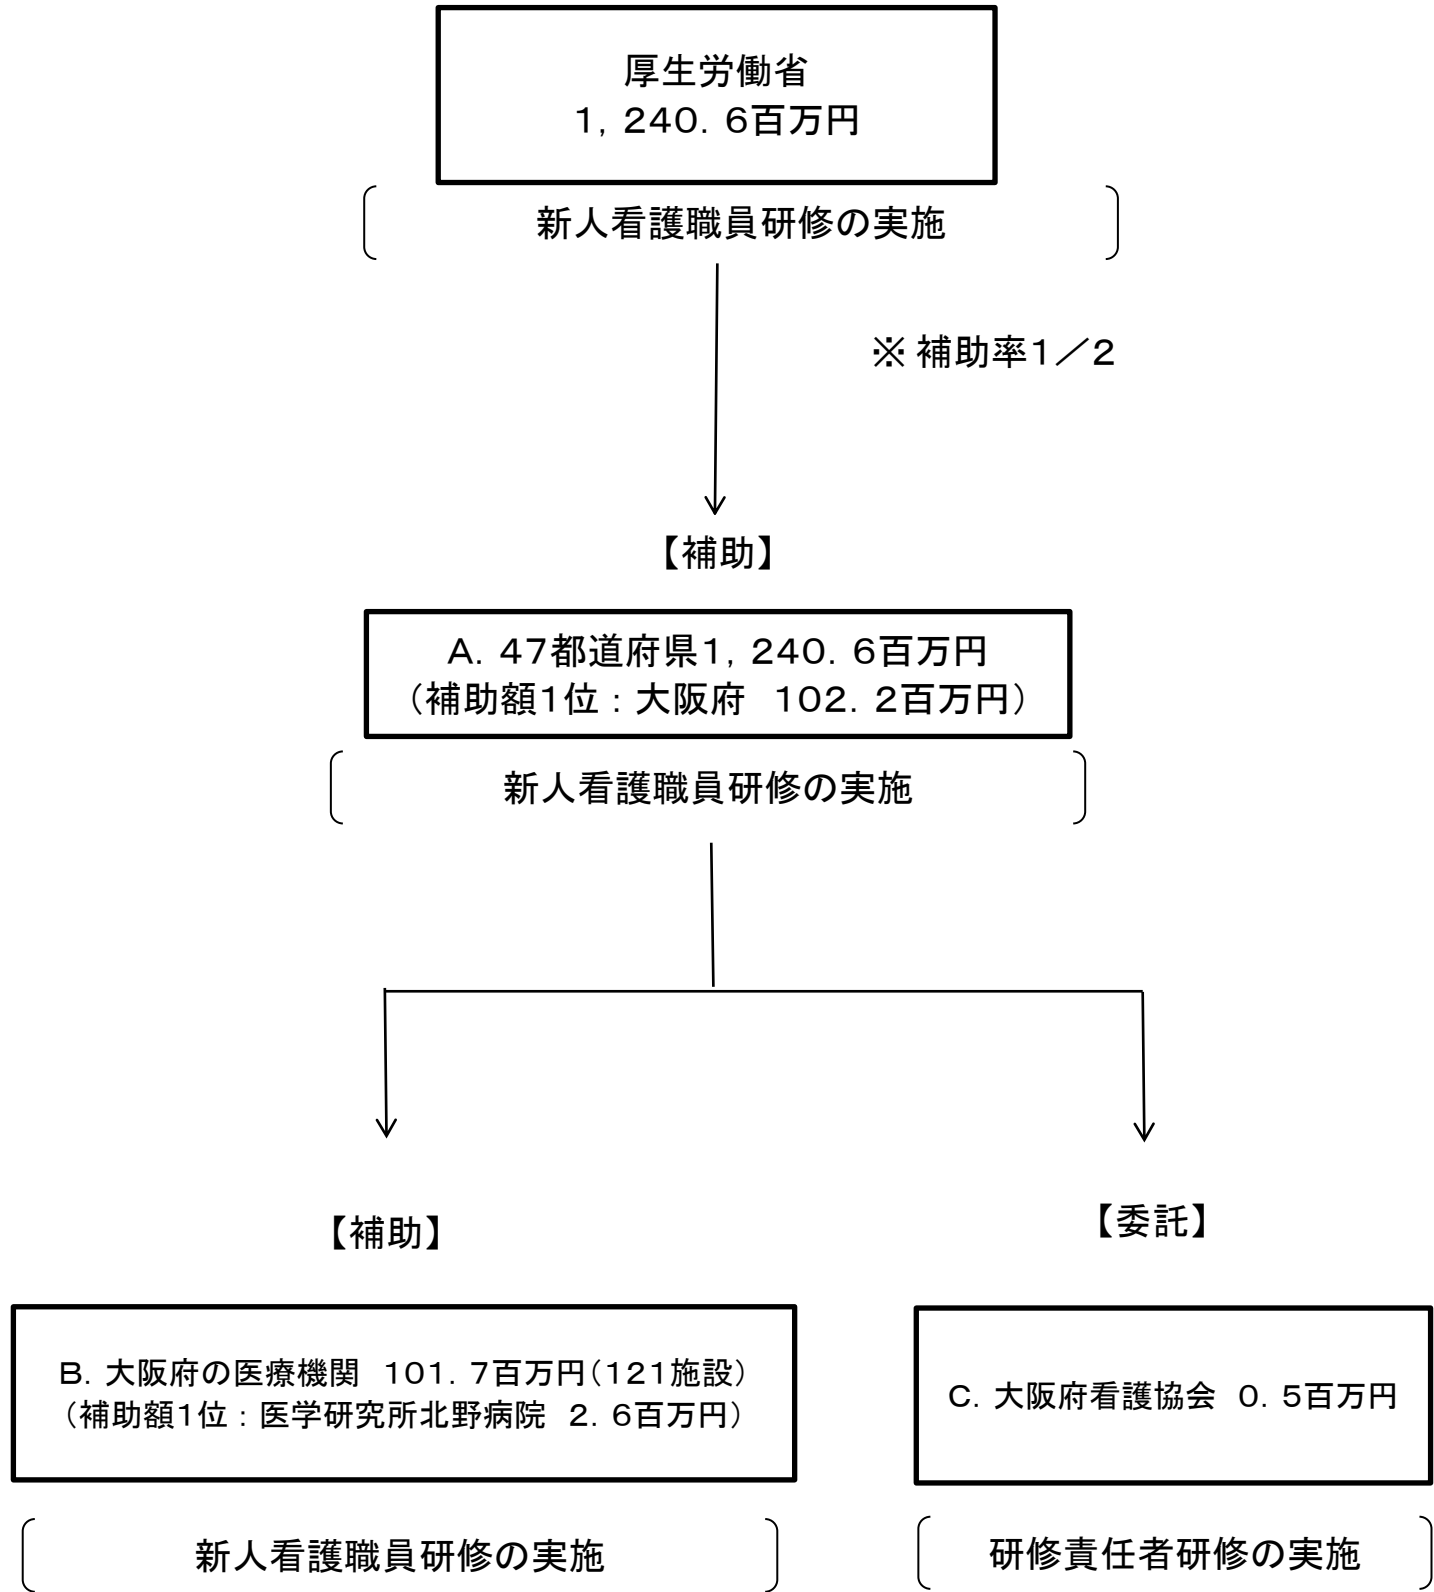 厚生労働省
1, 240. 6百万円
新人看護職員研修の実施
※ 補助率1/2
【補助】
A. 47都道府県1, 240. 6百万円
(補助額1位：大阪府　102. 2百万円)
新人看護職員研修の実施
【補助】
【委託】
B. 大阪府の医療機関　101. 7百万円(121施設)
(補助額1位：医学研究所北野病院　2. 6百万円)
C. 大阪府看護協会　0. 5百万円
新人看護職員研修の実施
研修責任者研修の実施